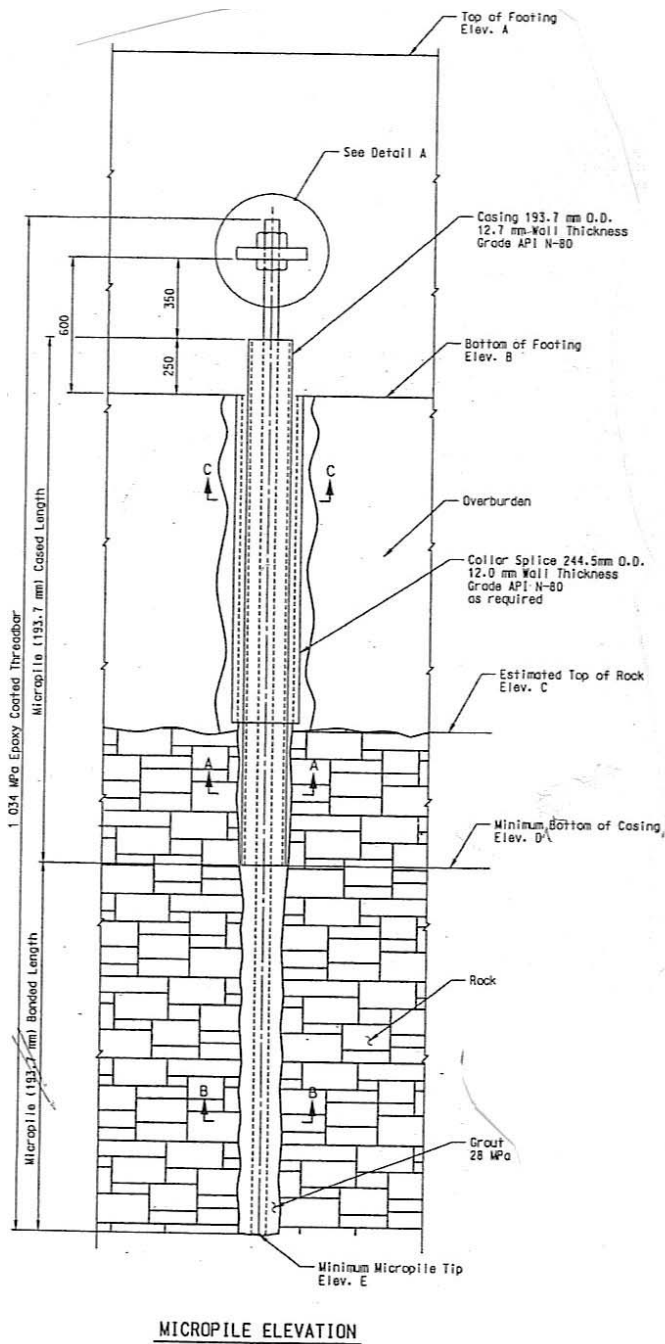 Top of Footing
Elev. A
See Detail A
Casing 193.7 mm O.D.
12.7 mm Wall Thickness
Grade API N-80
600
350
250
Bottom of Footing
Elev. B
C
C
Overburden
Collar Splice 244.5mm O.D.
12.0 mm Wall Thickness
Grade API N-80
as required
Estimated Top of Rock
Elev. C
A
A
Minimum Bottom of Casing
Elev. D
1 034 MPa Epoxy Coated Threadbar
Micropile (193.7 mm) Cased Length
Micropile (193.7 mm) Bonded Length
Rock
B
B
Grout
28 MPa
Minimum Micropile Tip
Elev. E
MICROPILE ELEVATION